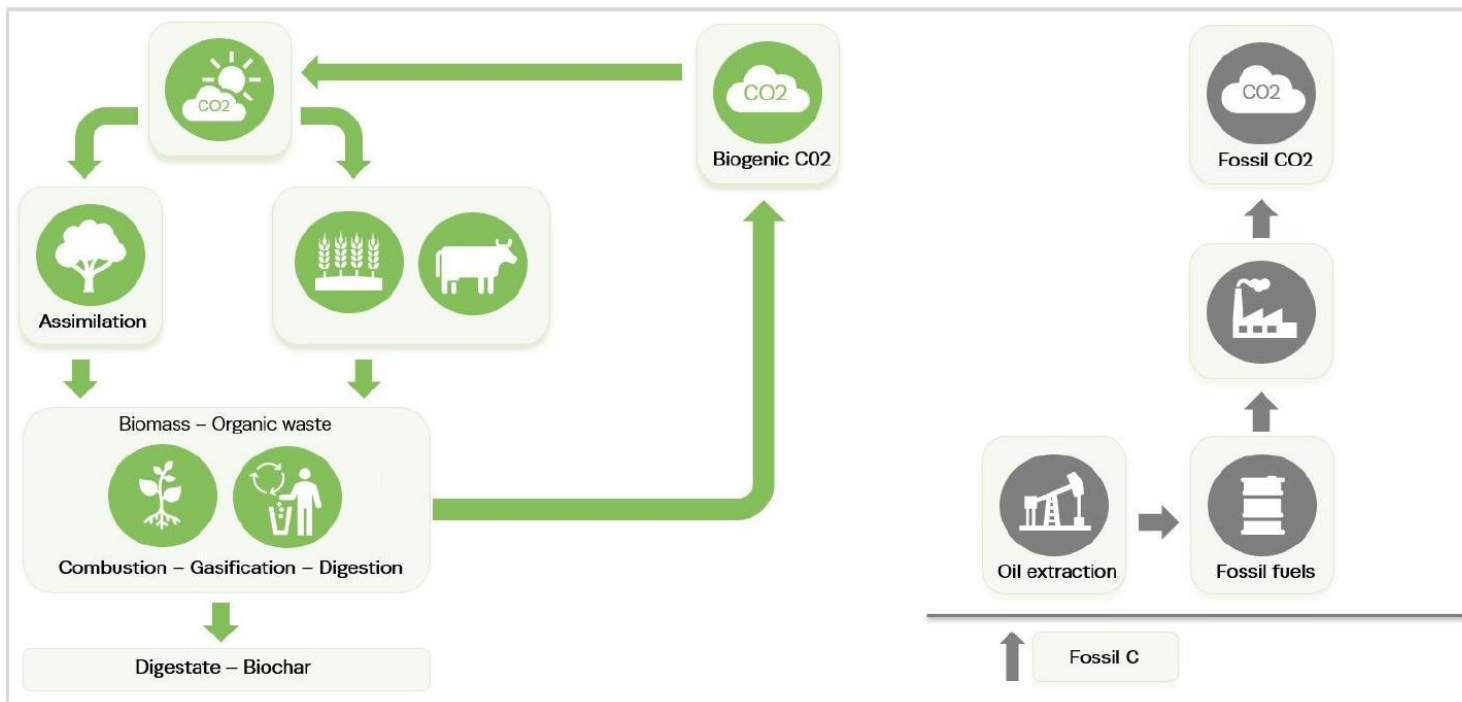 CO2
CO2
Biogenic C02
CO2
Fossil CO2
Assimilation
Biomass – Organic waste
Combustion – Gasification – Digestion
Oil extraction
Fossil fuels
Digestate – Biochar
Fossil C